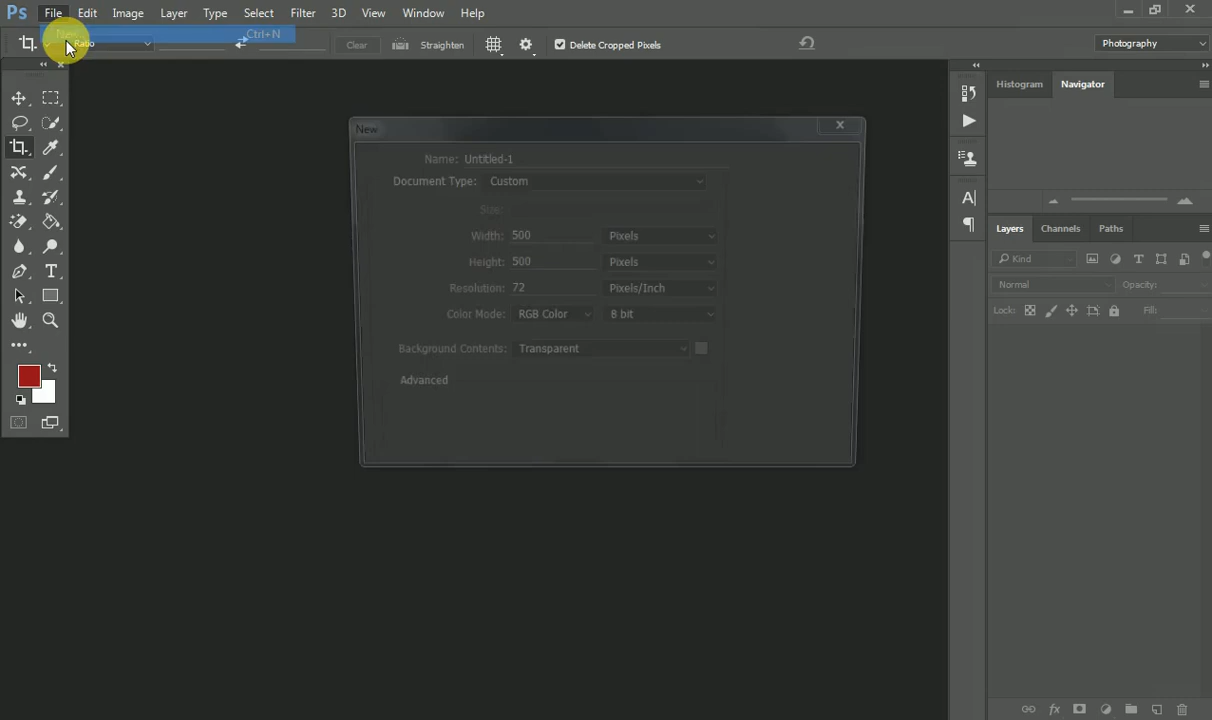 Ps File Edit Image Layer Type Select Filter 3D View Window Help
New... Ctrl+N
Ratio Clear Straighten Delete Cropped Pixels Photography
Histogram Navigator
New
Name: Untitled-1
Document Type: Custom
Size:
Width: 500 Pixels
Height: 500 Pixels
Resolution: 72 Pixels/Inch
Color Mode: RGB Color 8 bit
Background Contents: Transparent
Advanced
Layers Channels Paths
Kind
Normal Opacity:
Lock: Fill: